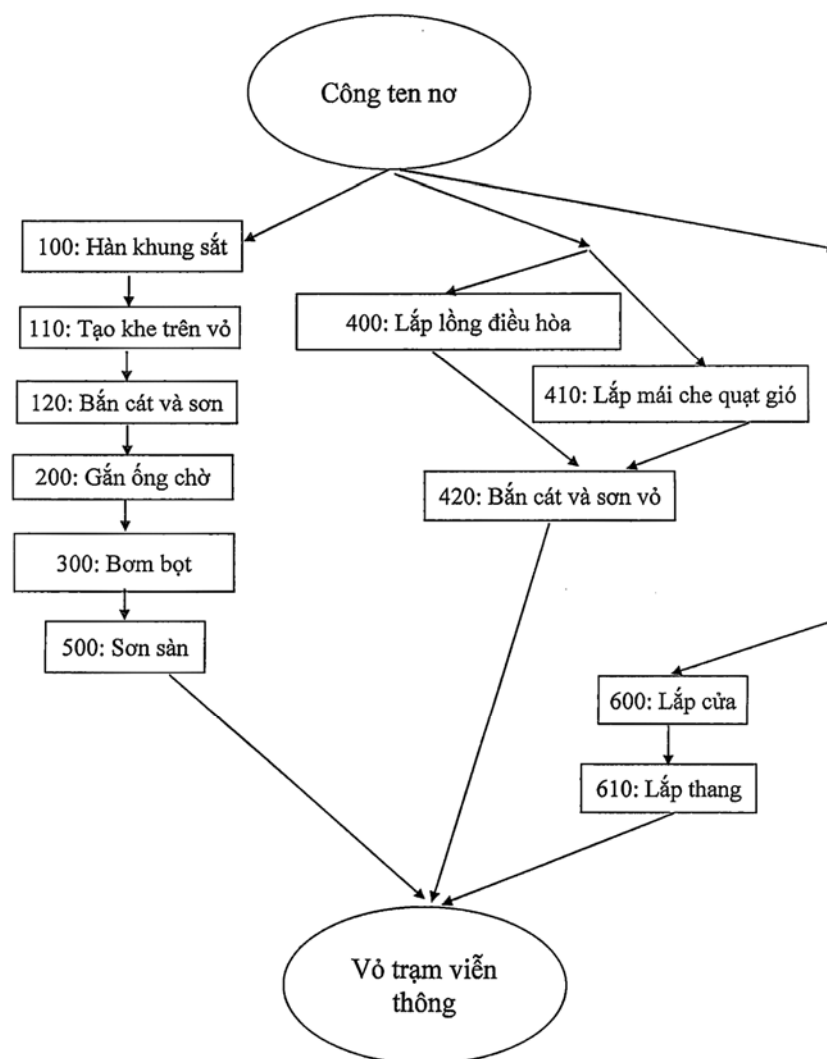 Công ten nơ
100: Hàn khung sắt
110: Tạo khe trên vỏ
400: Lắp lồng điều hòa
120: Bắn cát và sơn
410: Lắp mái che quạt gió
200: Gắn ống chờ
420: Bắn cát và sơn vỏ
300: Bơm bọt
500: Sơn sàn
600: Lắp cửa
610: Lắp thang
Vỏ trạm viễn
thông